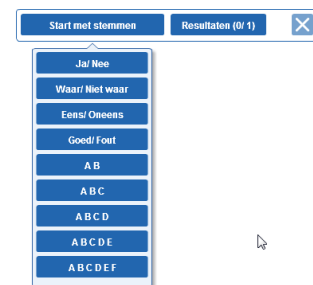 Start met stemmen Resultaten (0/ 1)
Ja/ Nee
Waar/ Niet waar
Eens/ Oneens
Goed/ Fout
A B
A B C
A B C D
A B C D E
A B C D E F